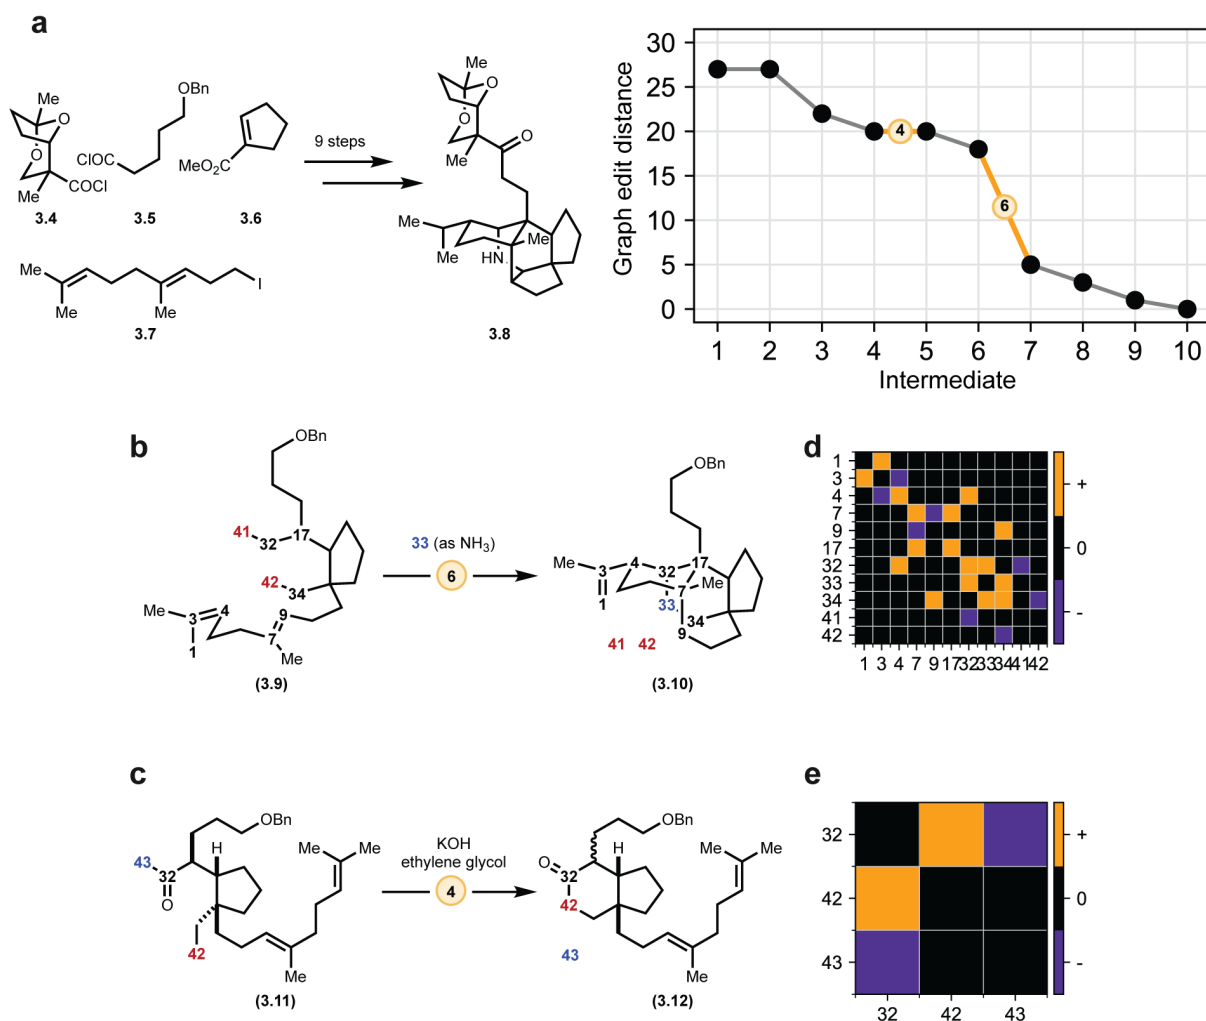 a
Me
O
O
Me
COCl
3.4
OBn
ClOC
3.5
MeO2C
3.6
9 steps
Me
O
O
Me
O
Me
Me
HN
Me
3.8
Me
Me
Me
I
3.7
Graph edit distance
30
25
20
15
10
5
0
4
6
1 2 3 4 5 6 7 8 9 10
Intermediate
b
OBn
41
32
17
42
34
Me
3
4
9
7
1
Me
(3.9)
33 (as NH3)
6
OBn
Me
3
4
32
17
7
Me
1
33
34
9
41 42
(3.10)
d
1
3
4
7
9
17
32
33
34
41
42
1 3 4 7 9 17 32 33 34 41 42
+
0
-
c
OBn
43
H
32
O
42
Me
Me
Me
(3.11)
KOH
ethylene glycol
4
OBn
O
H
32
42
43
Me
Me
Me
(3.12)
e
32
42
43
32 42 43
+
0
-